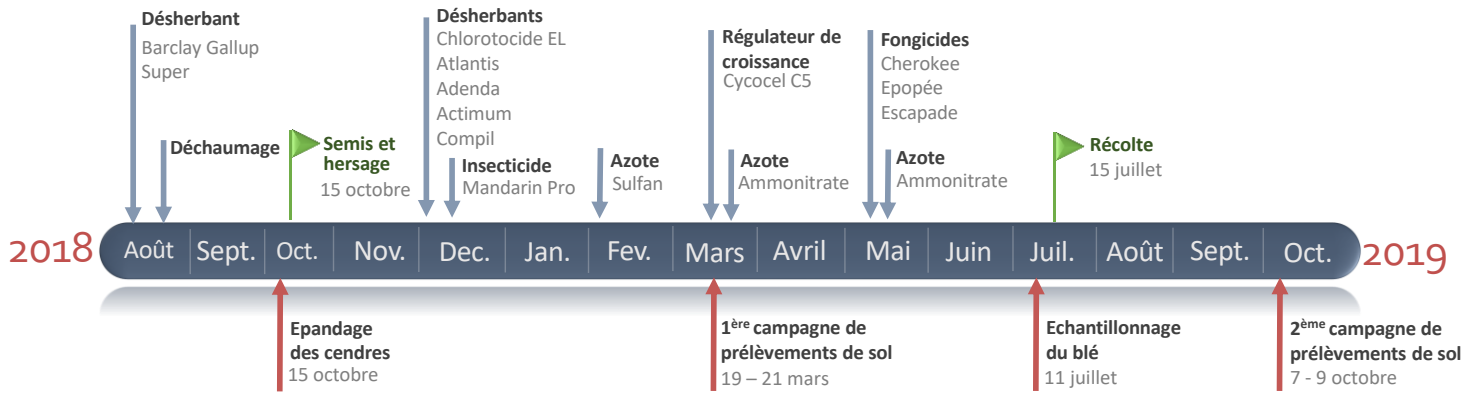 Désherbant
Barclay Gallup
Super
Déchaumage
Semis et
hersage
15 octobre
Désherbants
Chlorotocide EL
Atlantis
Adenda
Actimum
Compil
Insecticide
Mandarin Pro
Azote
Sulfan
Régulateur de
croissance
Cycocel C5
Azote
Ammonitrate
Fongicides
Cherokee
Epopée
Escapade
Azote
Ammonitrate
Récolte
15 juillet
2018 Août Sept. Oct. Nov. Dec. Jan. Fev. Mars Avril Mai Juin Juil. Août Sept. Oct. 2019
Epandage
des cendres
15 octobre
1ère campagne de
prélèvements de sol
19 – 21 mars
Echantillonnage
du blé
11 juillet
2ème campagne de
prélèvements de sol
7 - 9 octobre